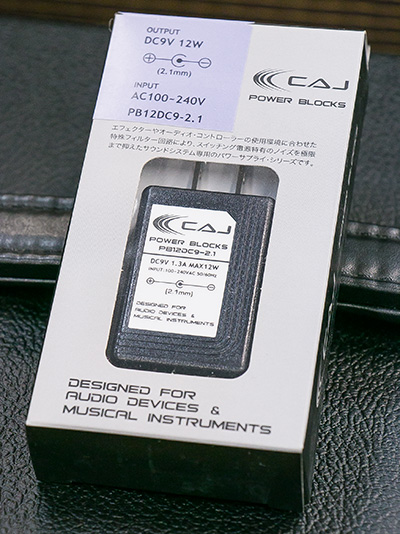 OUTPUT
DC9V 12W
(2.1mm)
INPUT
AC100-240V
PB12DC9-2.1
CAJ
POWER BLOCKS
エフェクターやオーディオ・コントローラーの使用環境に合わせた
特殊フィルター回路により、スイッチング電源特有のノイズを極限
まで抑えたサウンドシステム専用のパワーサプライ・シリーズです。
CAJ
POWER BLOCKS
PB12DC9-2.1
DC9V 1.3A MAX12W
INPUT:100-240VAC 50/60Hz
(2.1mm)
DESIGNED FOR
AUDIO DEVICES &
MUSICAL INSTRUMENTS
DESIGNED FOR
AUDIO DEVICES &
MUSICAL INSTRUMENTS